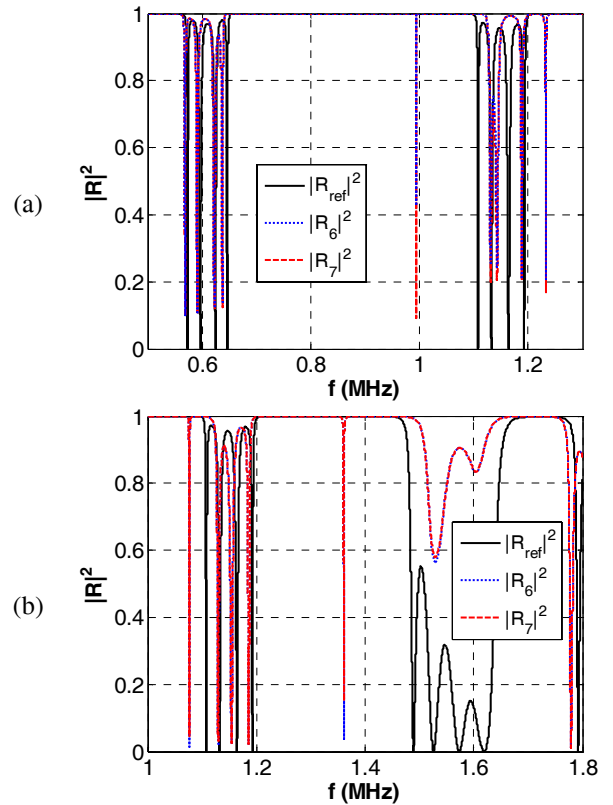 (a)
|R|^2
1
0.8
0.6
0.4
0.2
0
|R_ref|^2
|R_6|^2
|R_7|^2
0.6 0.8 1 1.2
f (MHz)
(b)
|R|^2
1
0.8
0.6
0.4
0.2
0
|R_ref|^2
|R_6|^2
|R_7|^2
1 1.2 1.4 1.6 1.8
f (MHz)